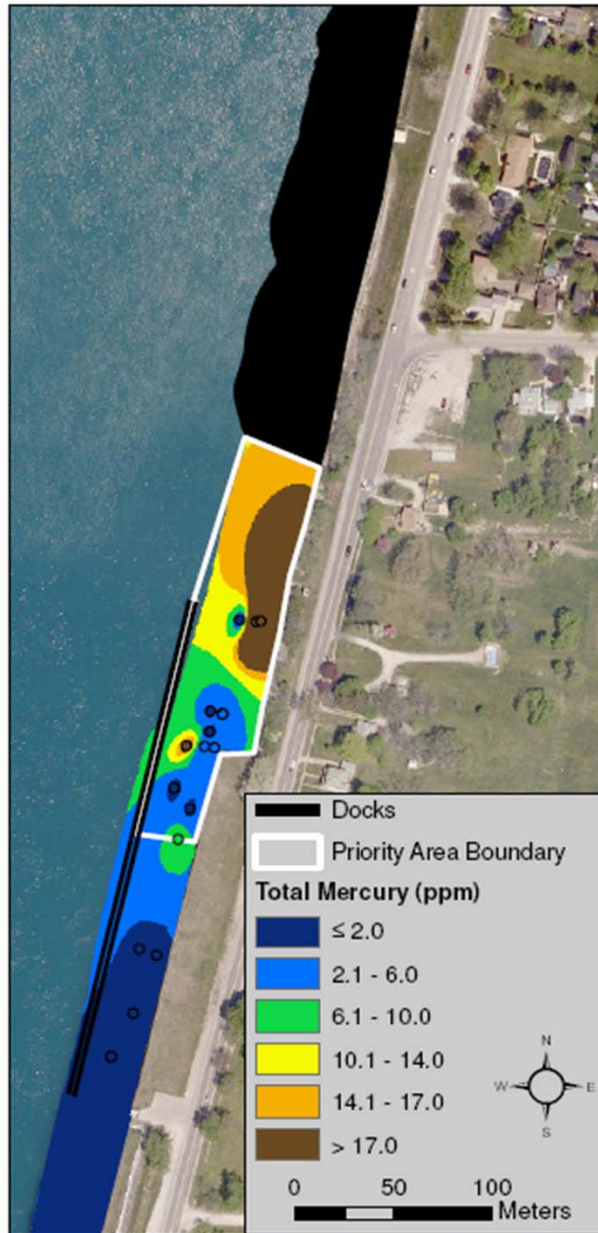 Docks
Priority Area Boundary
Total Mercury (ppm)
≤ 2.0
2.1 - 6.0
6.1 - 10.0
10.1 - 14.0
14.1 - 17.0
> 17.0
N
W E
S
0 50 100
Meters